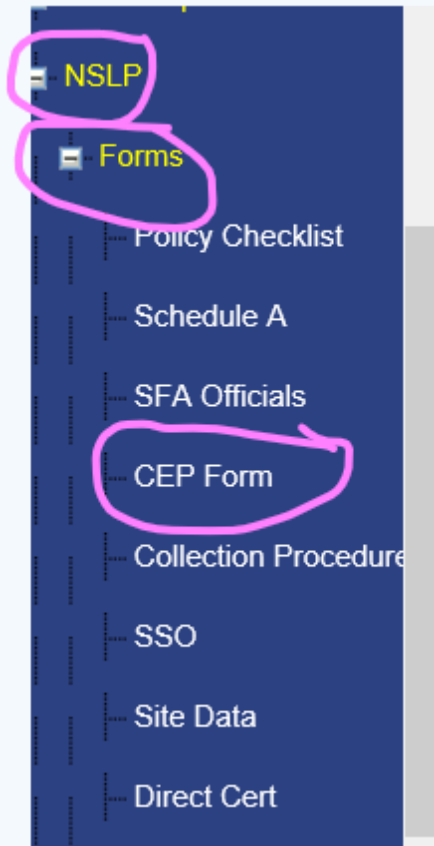 NSLP
Forms
Policy Checklist
Schedule A
SFA Officials
CEP Form
Collection Procedure
SSO
Site Data
Direct Cert